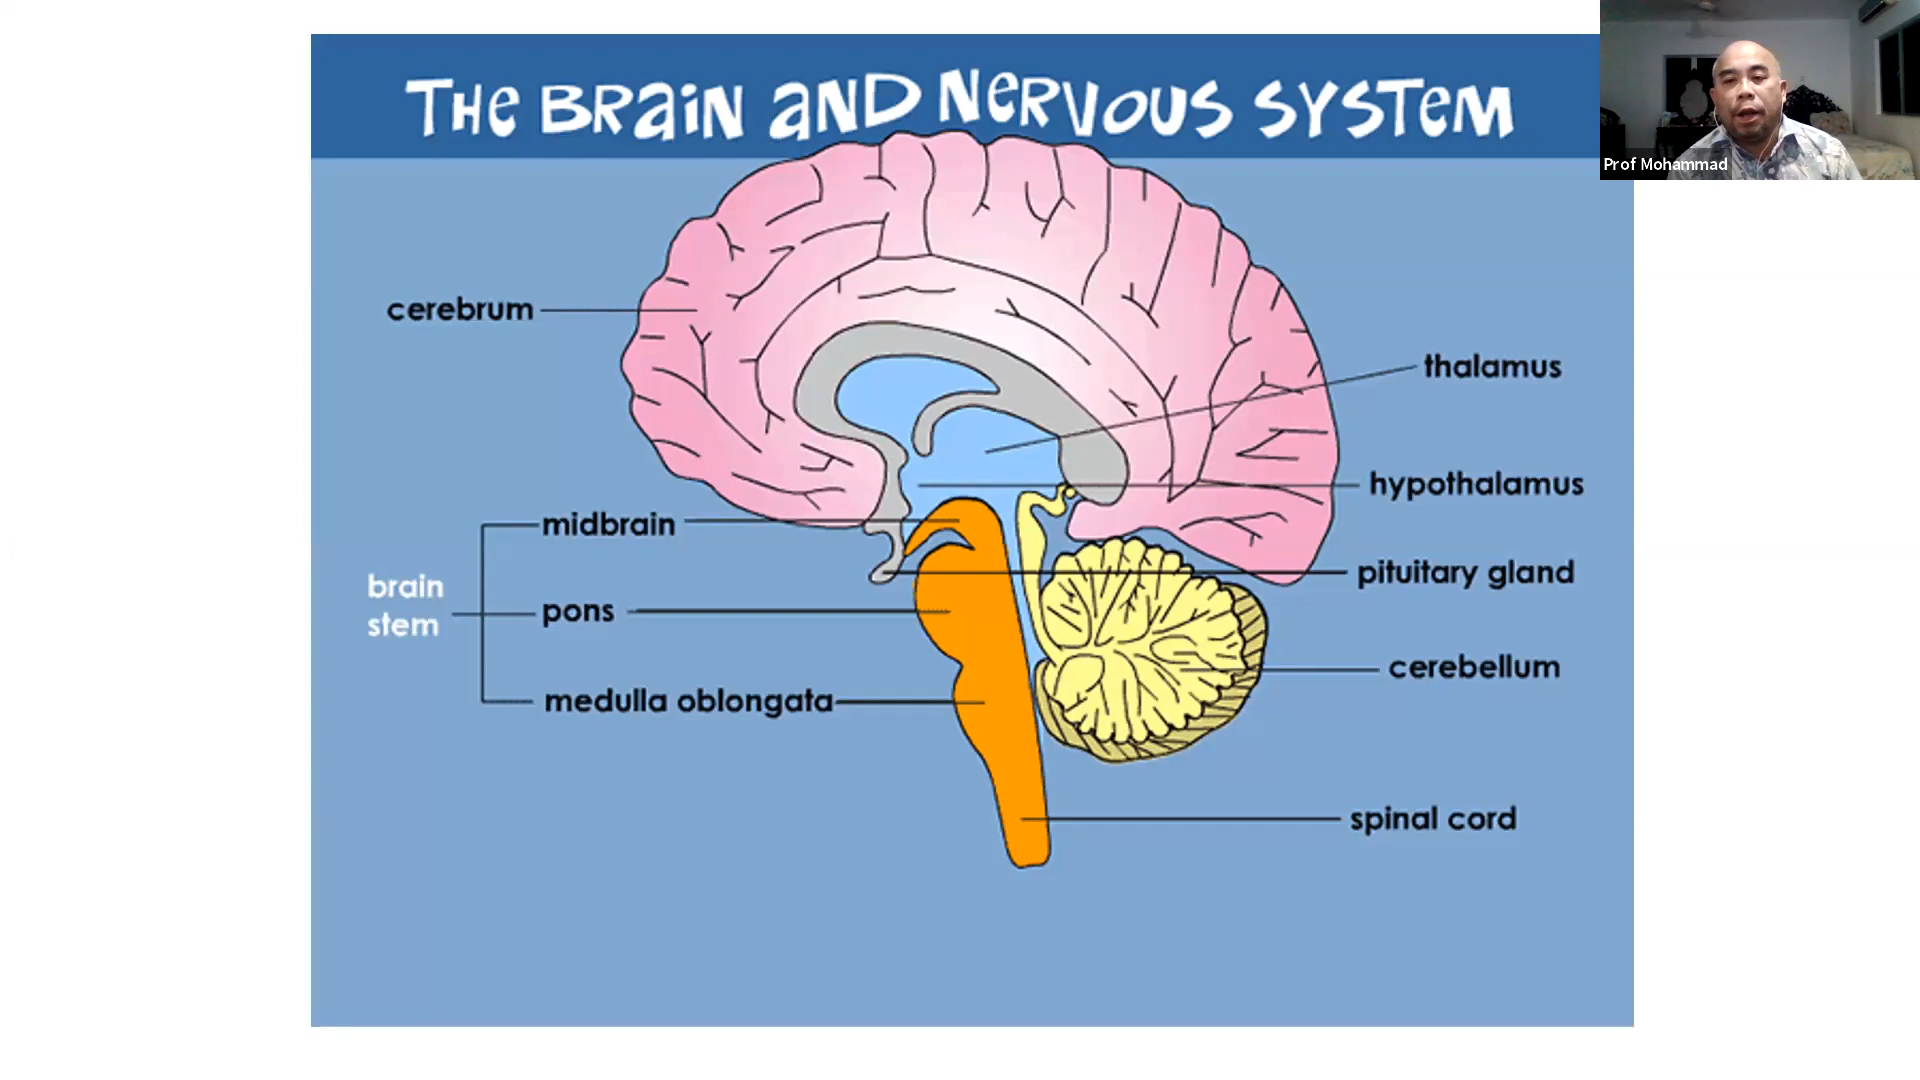 THe BRaiN aND NeRVOUS SYSTeM
Prof Mohammad
cerebrum
thalamus
hypothalamus
midbrain
brain
stem
pituitary gland
pons
cerebellum
medulla oblongata
spinal cord